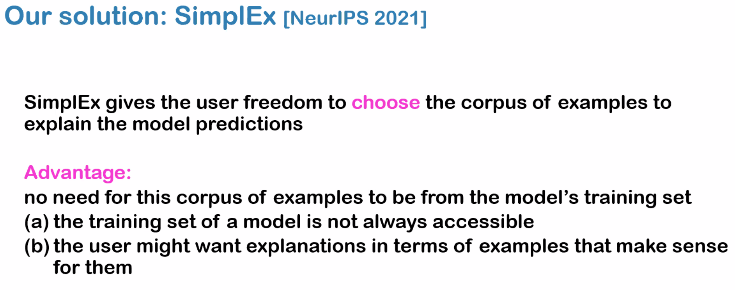 Our solution: SimplEx [NeurIPS 2021]
SimplEx gives the user freedom to choose the corpus of examples to
explain the model predictions
Advantage:
no need for this corpus of examples to be from the model's training set
(a) the training set of a model is not always accessible
(b) the user might want explanations in terms of examples that make sense
for them